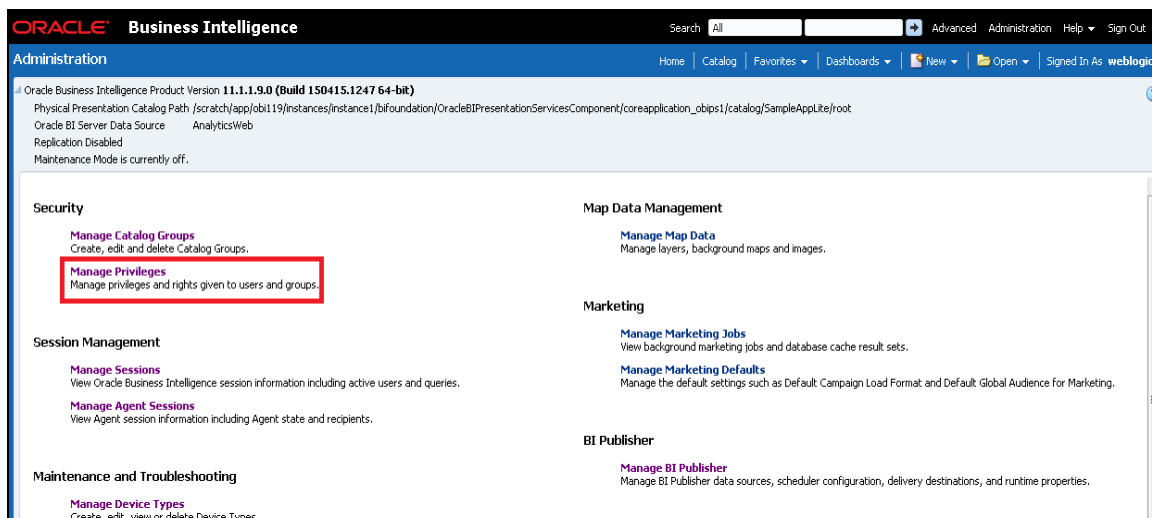 ORACLE Business Intelligence
Search All Advanced Administration Help Sign Out
Administration
Home Catalog Favorites Dashboards New Open Signed In As weblogic
Oracle Business Intelligence Product Version 11.1.1.9.0 (Build 150415.1247 64-bit)
Physical Presentation Catalog Path /scratch/app/obi119/instances/instance1/bifoundation/OracleBIPresentationServicesComponent/coreapplication_obips1/catalog/SampleAppLite/root
Oracle BI Server Data Source AnalyticsWeb
Replication Disabled
Maintenance Mode is currently off.
Security
Manage Catalog Groups
Create, edit and delete Catalog Groups.
Manage Privileges
Manage privileges and rights given to users and groups.
Session Management
Manage Sessions
View Oracle Business Intelligence session information including active users and queries.
Manage Agent Sessions
View Agent session information including Agent state and recipients.
Maintenance and Troubleshooting
Manage Device Types
Create, edit, view or delete Device Types.
Map Data Management
Manage Map Data
Manage layers, background maps and images.
Marketing
Manage Marketing Jobs
View background marketing jobs and database cache result sets.
Manage Marketing Defaults
Manage the default settings such as Default Campaign Load Format and Default Global Audience for Marketing.
BI Publisher
Manage BI Publisher
Manage BI Publisher data sources, scheduler configuration, delivery destinations, and runtime properties.